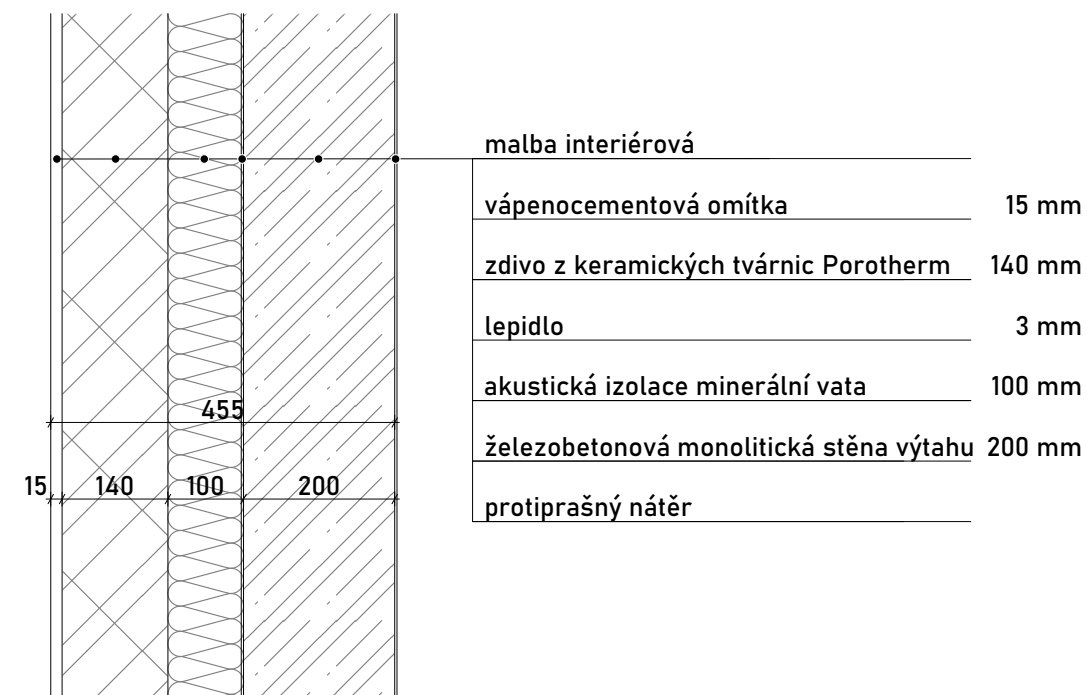 malba interiérová
vápenocementová omítka 15 mm
zdivo z keramických tvárnic Porotherm 140 mm
lepidlo 3 mm
akustická izolace minerální vata 100 mm
železobetonová monolitická stěna výtahu 200 mm
protiprašný nátěr
455
15 140 100 200